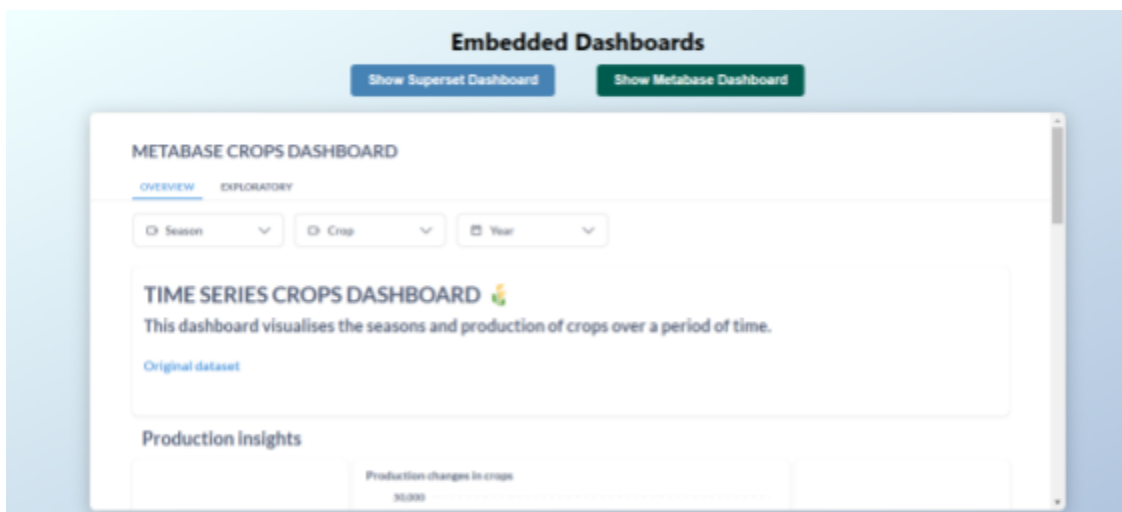 Embedded Dashboards
Show Superset Dashboard Show Metabase Dashboard
METABASE CROPS DASHBOARD
OVERVIEW EXPLORATORY
Season Crop Year
TIME SERIES CROPS DASHBOARD
This dashboard visualises the seasons and production of crops over a period of time.
Original dataset
Production insights
Production changes in crops
30,000